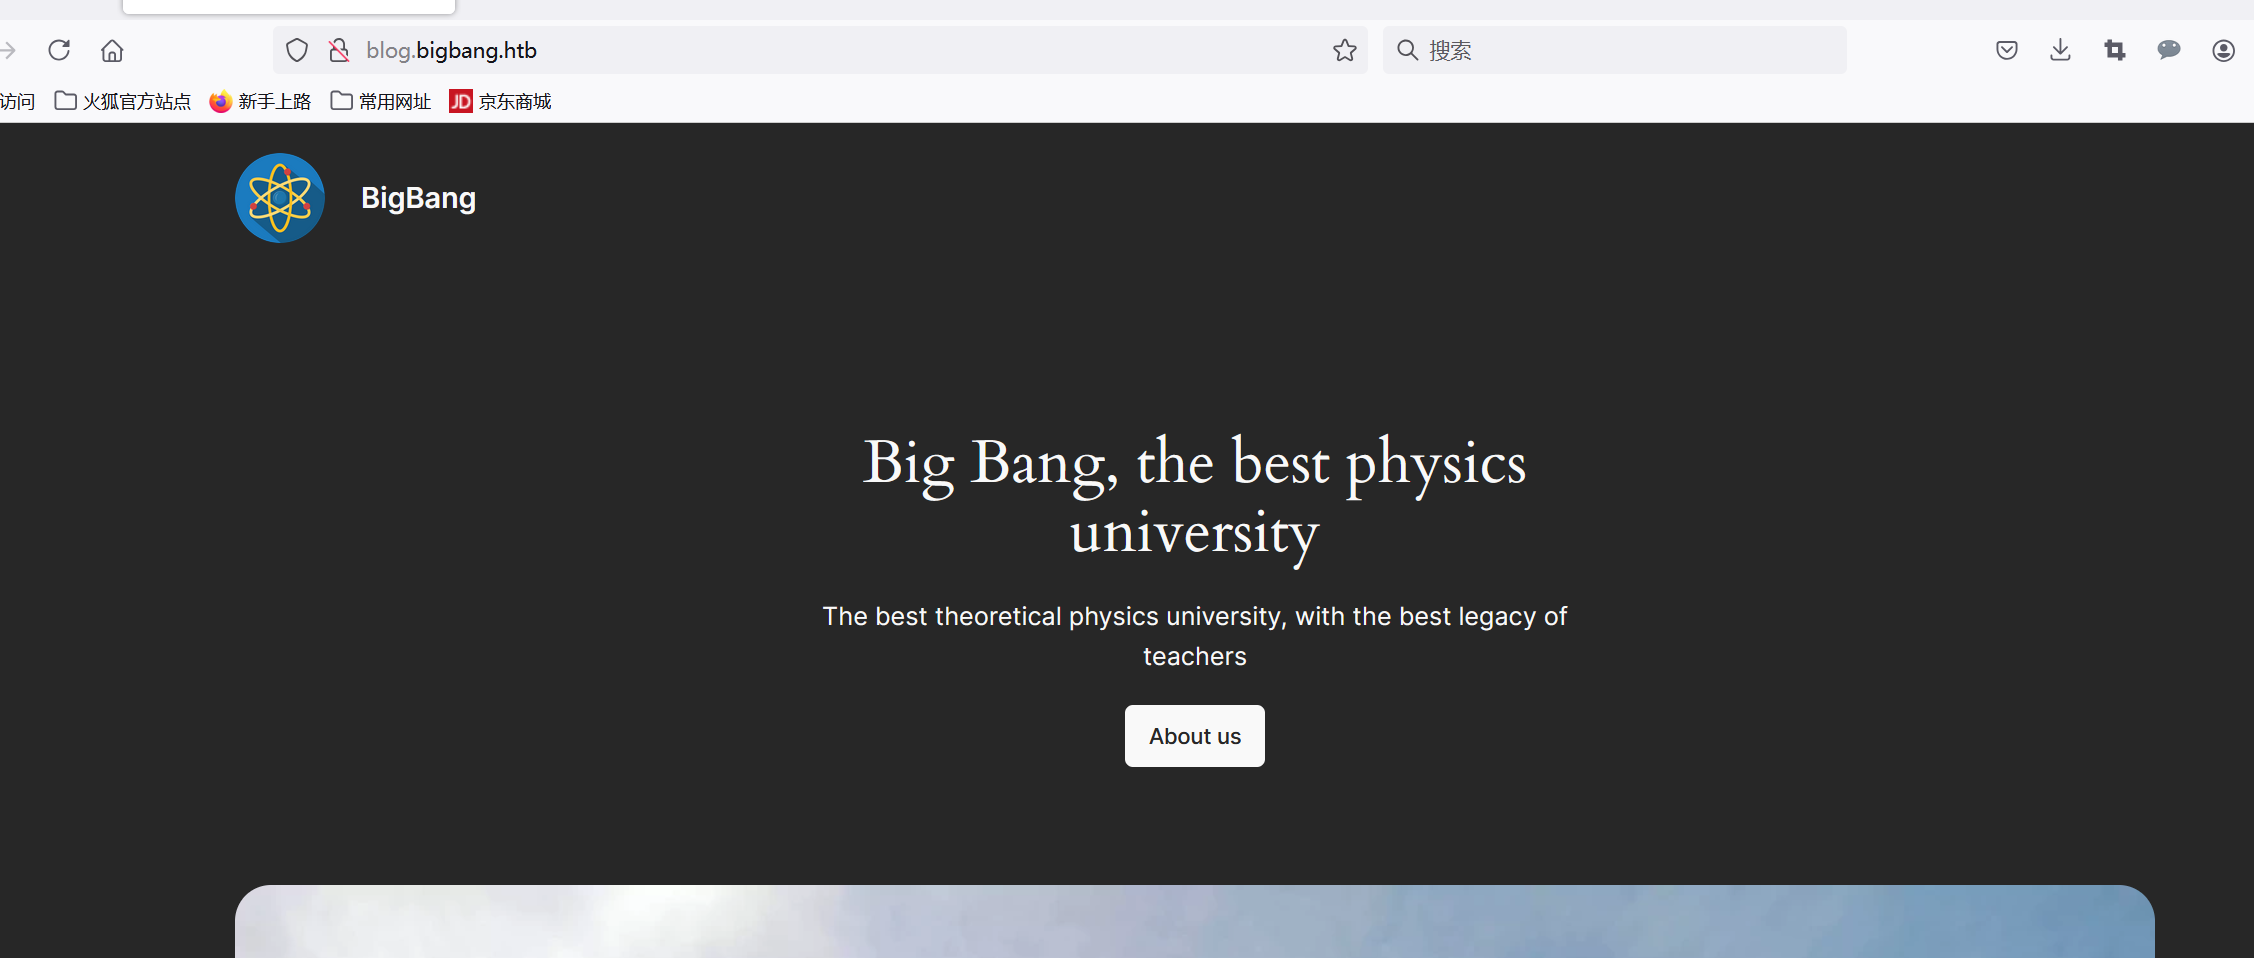 blog.bigbang.htb
搜索
访问
火狐官方站点
新手上路
常用网址
JD
京东商城
BigBang
Big Bang, the best physics
university
The best theoretical physics university, with the best legacy of
teachers
About us